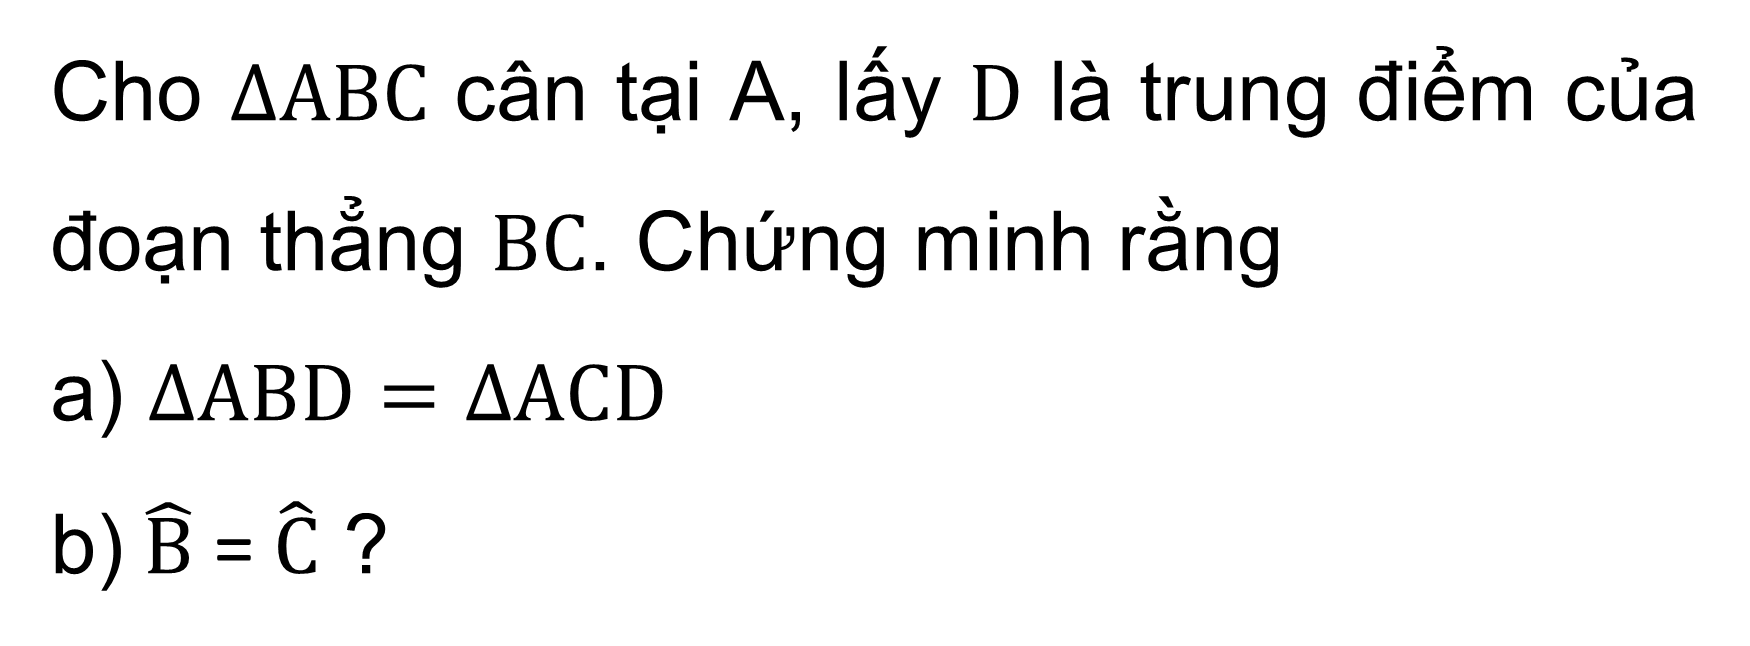 Cho ΔABC cân tại A, lấy D là trung điểm của
đoạn thẳng BC. Chứng minh rằng
a) ΔABD = ΔACD
b) B̂ = Ĉ ?